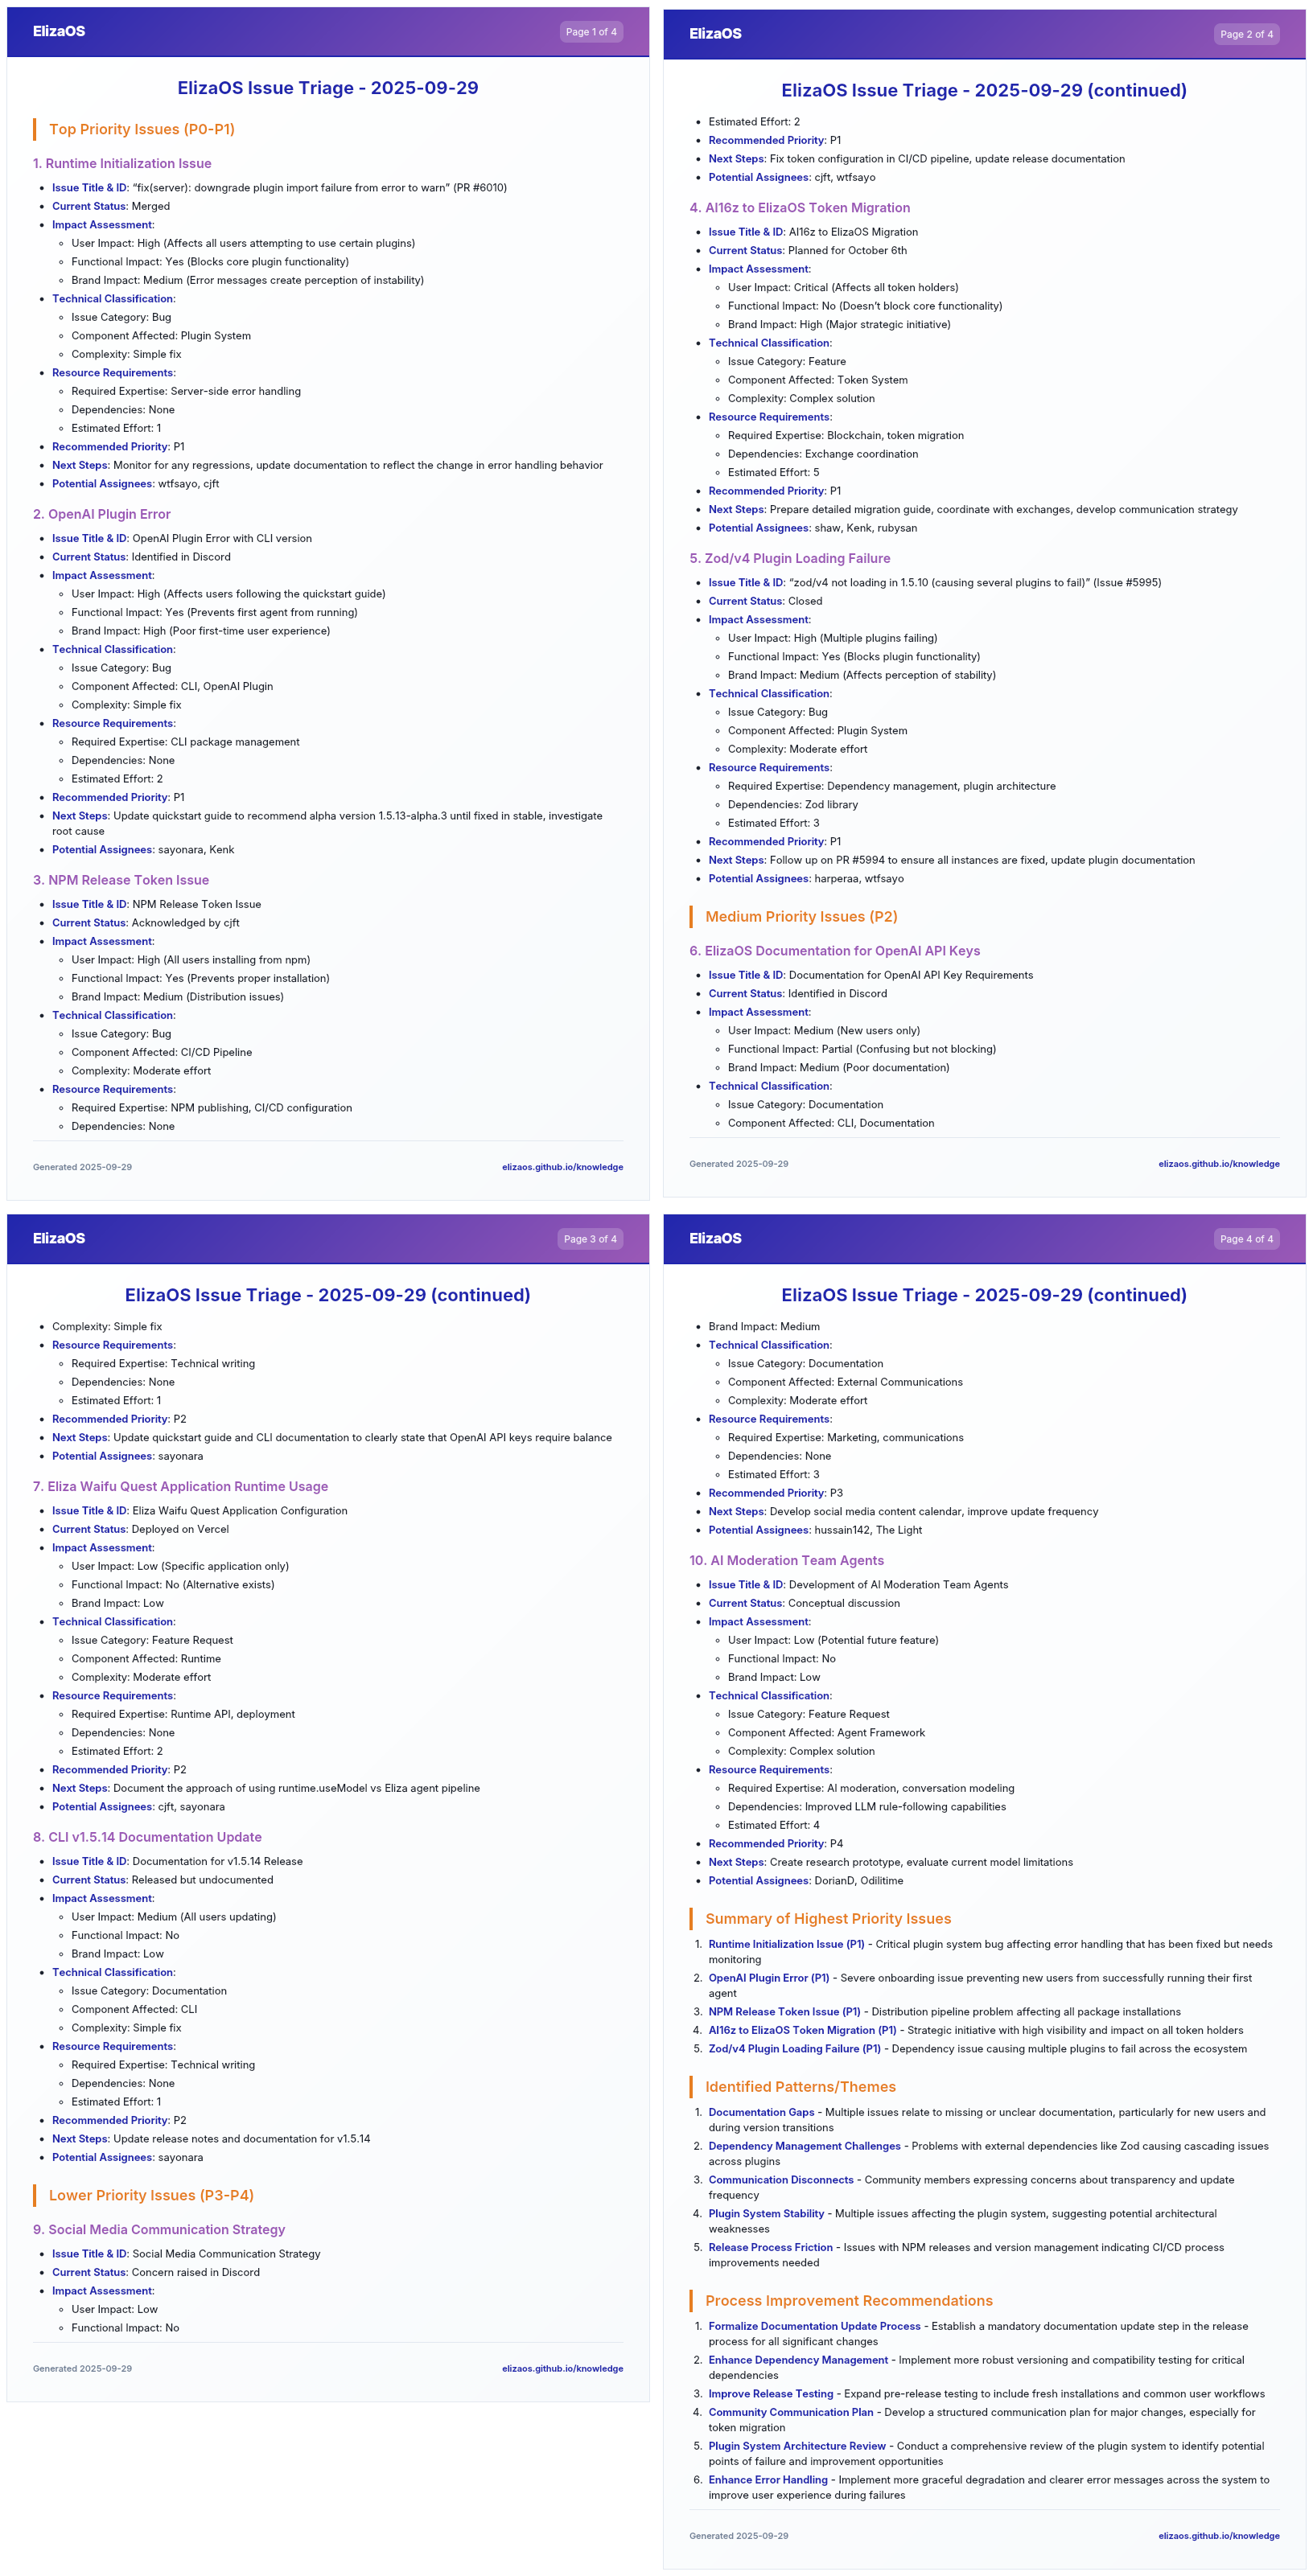 ElizaOS
Page 1 of 4
ElizaOS Issue Triage - 2025-09-29
Top Priority Issues (P0-P1)
1. Runtime Initialization Issue
• Issue Title & ID: “fix(server): downgrade plugin import failure from error to warn” (PR #6010)
• Current Status: Merged
• Impact Assessment:
◦ User Impact: High (Affects all users attempting to use certain plugins)
◦ Functional Impact: Yes (Blocks core plugin functionality)
◦ Brand Impact: Medium (Error messages create perception of instability)
• Technical Classification:
◦ Issue Category: Bug
◦ Component Affected: Plugin System
◦ Complexity: Simple fix
• Resource Requirements:
◦ Required Expertise: Server-side error handling
◦ Dependencies: None
◦ Estimated Effort: 1
• Recommended Priority: P1
• Next Steps: Monitor for any regressions, update documentation to reflect the change in error handling behavior
• Potential Assignees: wtfsayo, cjft
2. OpenAI Plugin Error
• Issue Title & ID: OpenAI Plugin Error with CLI version
• Current Status: Identified in Discord
• Impact Assessment:
◦ User Impact: High (Affects users following the quickstart guide)
◦ Functional Impact: Yes (Prevents first agent from running)
◦ Brand Impact: High (Poor first-time user experience)
• Technical Classification:
◦ Issue Category: Bug
◦ Component Affected: CLI, OpenAI Plugin
◦ Complexity: Simple fix
• Resource Requirements:
◦ Required Expertise: CLI package management
◦ Dependencies: None
◦ Estimated Effort: 2
• Recommended Priority: P1
• Next Steps: Update quickstart guide to recommend alpha version 1.5.13-alpha.3 until fixed in stable, investigate
root cause
• Potential Assignees: sayonara, Kenk
3. NPM Release Token Issue
• Issue Title & ID: NPM Release Token Issue
• Current Status: Acknowledged by cjft
• Impact Assessment:
◦ User Impact: High (All users installing from npm)
◦ Functional Impact: Yes (Prevents proper installation)
◦ Brand Impact: Medium (Distribution issues)
• Technical Classification:
◦ Issue Category: Bug
◦ Component Affected: CI/CD Pipeline
◦ Complexity: Moderate effort
• Resource Requirements:
◦ Required Expertise: NPM publishing, CI/CD configuration
◦ Dependencies: None
Generated 2025-09-29
elizaos.github.io/knowledge
ElizaOS
Page 2 of 4
ElizaOS Issue Triage - 2025-09-29 (continued)
• Estimated Effort: 2
• Recommended Priority: P1
• Next Steps: Fix token configuration in CI/CD pipeline, update release documentation
• Potential Assignees: cjft, wtfsayo
4. AI16z to ElizaOS Token Migration
• Issue Title & ID: AI16z to ElizaOS Migration
• Current Status: Planned for October 6th
• Impact Assessment:
◦ User Impact: Critical (Affects all token holders)
◦ Functional Impact: No (Doesn’t block core functionality)
◦ Brand Impact: High (Major strategic initiative)
• Technical Classification:
◦ Issue Category: Feature
◦ Component Affected: Token System
◦ Complexity: Complex solution
• Resource Requirements:
◦ Required Expertise: Blockchain, token migration
◦ Dependencies: Exchange coordination
◦ Estimated Effort: 5
• Recommended Priority: P1
• Next Steps: Prepare detailed migration guide, coordinate with exchanges, develop communication strategy
• Potential Assignees: shaw, Kenk, rubysan
5. Zod/v4 Plugin Loading Failure
• Issue Title & ID: “zod/v4 not loading in 1.5.10 (causing several plugins to fail)” (Issue #5995)
• Current Status: Closed
• Impact Assessment:
◦ User Impact: High (Multiple plugins failing)
◦ Functional Impact: Yes (Blocks plugin functionality)
◦ Brand Impact: Medium (Affects perception of stability)
• Technical Classification:
◦ Issue Category: Bug
◦ Component Affected: Plugin System
◦ Complexity: Moderate effort
• Resource Requirements:
◦ Required Expertise: Dependency management, plugin architecture
◦ Dependencies: Zod library
◦ Estimated Effort: 3
• Recommended Priority: P1
• Next Steps: Follow up on PR #5994 to ensure all instances are fixed, update plugin documentation
• Potential Assignees: harperaa, wtfsayo
Medium Priority Issues (P2)
6. ElizaOS Documentation for OpenAI API Keys
• Issue Title & ID: Documentation for OpenAI API Key Requirements
• Current Status: Identified in Discord
• Impact Assessment:
◦ User Impact: Medium (New users only)
◦ Functional Impact: Partial (Confusing but not blocking)
◦ Brand Impact: Medium (Poor documentation)
• Technical Classification:
◦ Issue Category: Documentation
◦ Component Affected: CLI, Documentation
Generated 2025-09-29
elizaos.github.io/knowledge
ElizaOS
Page 3 of 4
ElizaOS Issue Triage - 2025-09-29 (continued)
• Complexity: Simple fix
• Resource Requirements:
◦ Required Expertise: Technical writing
◦ Dependencies: None
◦ Estimated Effort: 1
• Recommended Priority: P2
• Next Steps: Update quickstart guide and CLI documentation to clearly state that OpenAI API keys require balance
• Potential Assignees: sayonara
7. Eliza Waifu Quest Application Runtime Usage
• Issue Title & ID: Eliza Waifu Quest Application Configuration
• Current Status: Deployed on Vercel
• Impact Assessment:
◦ User Impact: Low (Specific application only)
◦ Functional Impact: No (Alternative exists)
◦ Brand Impact: Low
• Technical Classification:
◦ Issue Category: Feature Request
◦ Component Affected: Runtime
◦ Complexity: Moderate effort
• Resource Requirements:
◦ Required Expertise: Runtime API, deployment
◦ Dependencies: None
◦ Estimated Effort: 2
• Recommended Priority: P2
• Next Steps: Document the approach of using runtime.useModel vs Eliza agent pipeline
• Potential Assignees: cjft, sayonara
8. CLI v1.5.14 Documentation Update
• Issue Title & ID: Documentation for v1.5.14 Release
• Current Status: Released but undocumented
• Impact Assessment:
◦ User Impact: Medium (All users updating)
◦ Functional Impact: No
◦ Brand Impact: Low
• Technical Classification:
◦ Issue Category: Documentation
◦ Component Affected: CLI
◦ Complexity: Simple fix
• Resource Requirements:
◦ Required Expertise: Technical writing
◦ Dependencies: None
◦ Estimated Effort: 1
• Recommended Priority: P2
• Next Steps: Update release notes and documentation for v1.5.14
• Potential Assignees: sayonara
Lower Priority Issues (P3-P4)
9. Social Media Communication Strategy
• Issue Title & ID: Social Media Communication Strategy
• Current Status: Concern raised in Discord
• Impact Assessment:
◦ User Impact: Low
◦ Functional Impact: No
Generated 2025-09-29
elizaos.github.io/knowledge
ElizaOS
Page 4 of 4
ElizaOS Issue Triage - 2025-09-29 (continued)
• Brand Impact: Medium
• Technical Classification:
◦ Issue Category: Documentation
◦ Component Affected: External Communications
◦ Complexity: Moderate effort
• Resource Requirements:
◦ Required Expertise: Marketing, communications
◦ Dependencies: None
◦ Estimated Effort: 3
• Recommended Priority: P3
• Next Steps: Develop social media content calendar, improve update frequency
• Potential Assignees: hussain142, The Light
10. AI Moderation Team Agents
• Issue Title & ID: Development of AI Moderation Team Agents
• Current Status: Conceptual discussion
• Impact Assessment:
◦ User Impact: Low (Potential future feature)
◦ Functional Impact: No
◦ Brand Impact: Low
• Technical Classification:
◦ Issue Category: Feature Request
◦ Component Affected: Agent Framework
◦ Complexity: Complex solution
• Resource Requirements:
◦ Required Expertise: AI moderation, conversation modeling
◦ Dependencies: Improved LLM rule-following capabilities
◦ Estimated Effort: 4
• Recommended Priority: P4
• Next Steps: Create research prototype, evaluate current model limitations
• Potential Assignees: DorianD, Odilitime
Summary of Highest Priority Issues
1. Runtime Initialization Issue (P1) - Critical plugin system bug affecting error handling that has been fixed but needs
monitoring
2. OpenAI Plugin Error (P1) - Severe onboarding issue preventing new users from successfully running their first
agent
3. NPM Release Token Issue (P1) - Distribution pipeline problem affecting all package installations
4. AI16z to ElizaOS Token Migration (P1) - Strategic initiative with high visibility and impact on all token holders
5. Zod/v4 Plugin Loading Failure (P1) - Dependency issue causing multiple plugins to fail across the ecosystem
Identified Patterns/Themes
1. Documentation Gaps - Multiple issues relate to missing or unclear documentation, particularly for new users and
during version transitions
2. Dependency Management Challenges - Problems with external dependencies like Zod causing cascading issues
across plugins
3. Communication Disconnects - Community members expressing concerns about transparency and update
frequency
4. Plugin System Stability - Multiple issues affecting the plugin system, suggesting potential architectural
weaknesses
5. Release Process Friction - Issues with NPM releases and version management indicating CI/CD process
improvements needed
Process Improvement Recommendations
1. Formalize Documentation Update Process - Establish a mandatory documentation update step in the release
process for all significant changes
2. Enhance Dependency Management - Implement more robust versioning and compatibility testing for critical
dependencies
3. Improve Release Testing - Expand pre-release testing to include fresh installations and common user workflows
4. Community Communication Plan - Develop a structured communication plan for major changes, especially for
token migration
5. Plugin System Architecture Review - Conduct a comprehensive review of the plugin system to identify potential
points of failure and improvement opportunities
6. Enhance Error Handling - Implement more graceful degradation and clearer error messages across the system to
improve user experience during failures
Generated 2025-09-29
elizaos.github.io/knowledge